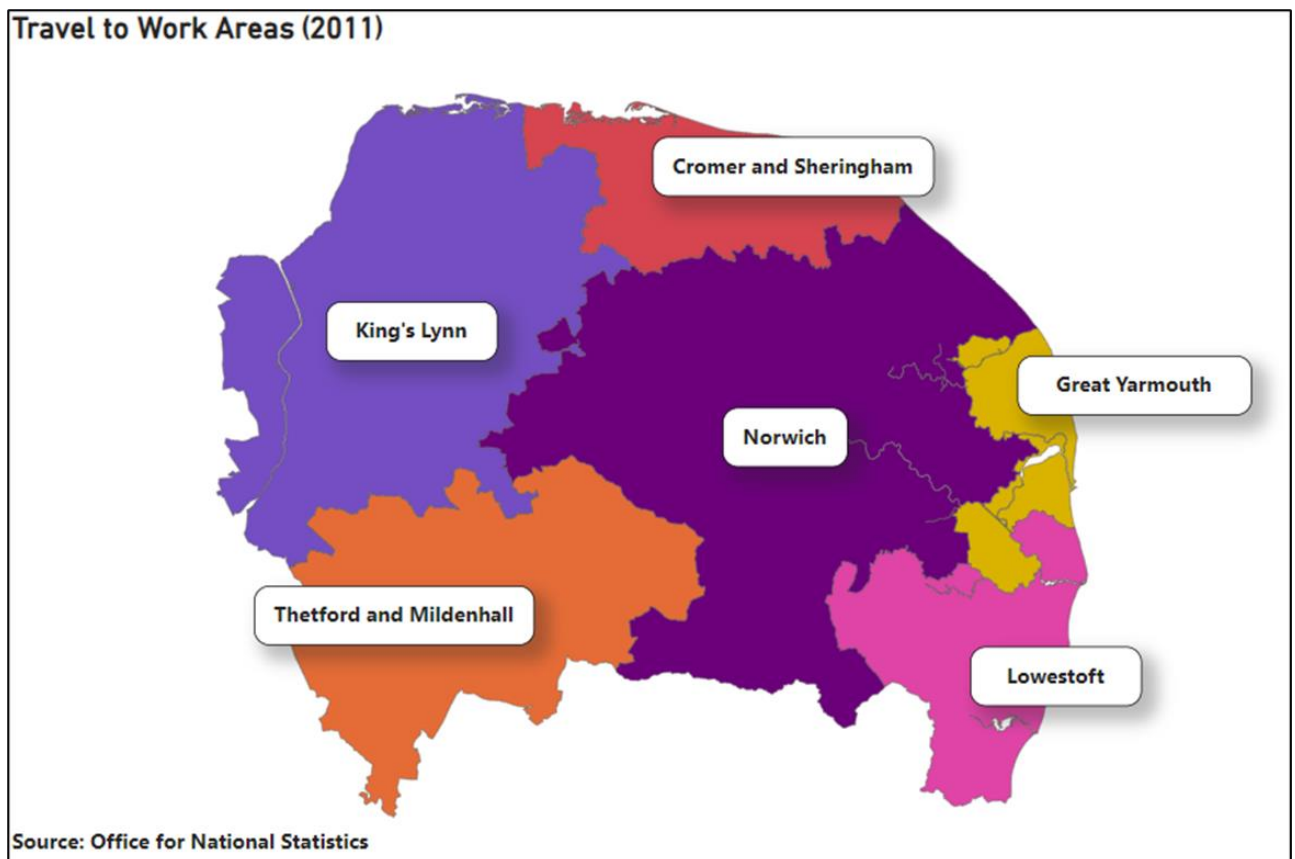 Travel to Work Areas (2011)
Cromer and Sheringham
King's Lynn
Great Yarmouth
Norwich
Thetford and Mildenhall
Lowestoft
Source: Office for National Statistics